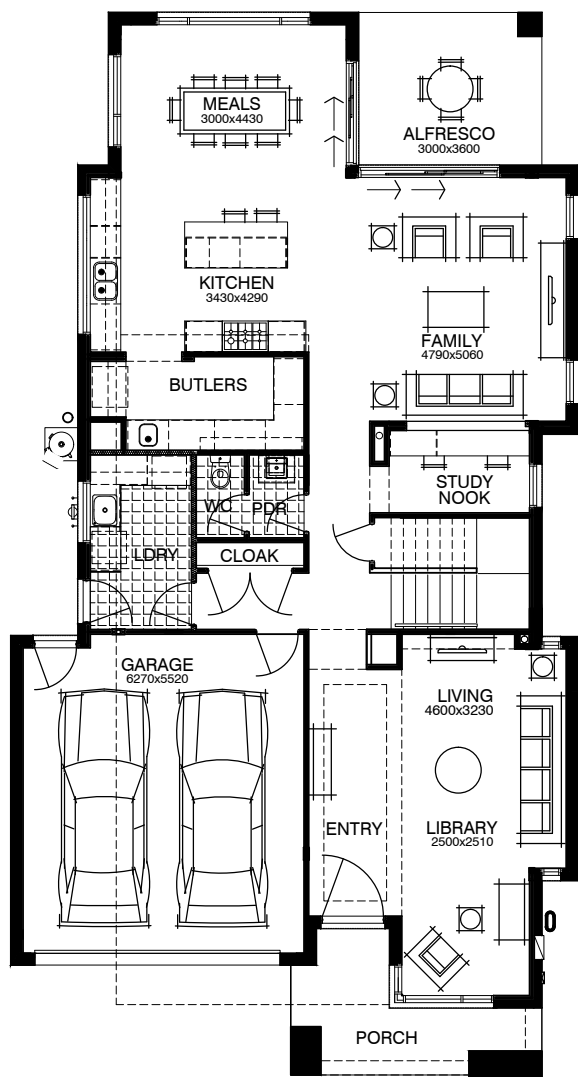 MEALS
3000x4430
ALFRESCO
3000x3600
KITCHEN
3430x4290
FAMILY
4790x5060
BUTLERS
STUDY
NOOK
WC
PDR
LDRY
CLOAK
GARAGE
6270x5520
LIVING
4600x3230
ENTRY
LIBRARY
2500x2510
PORCH